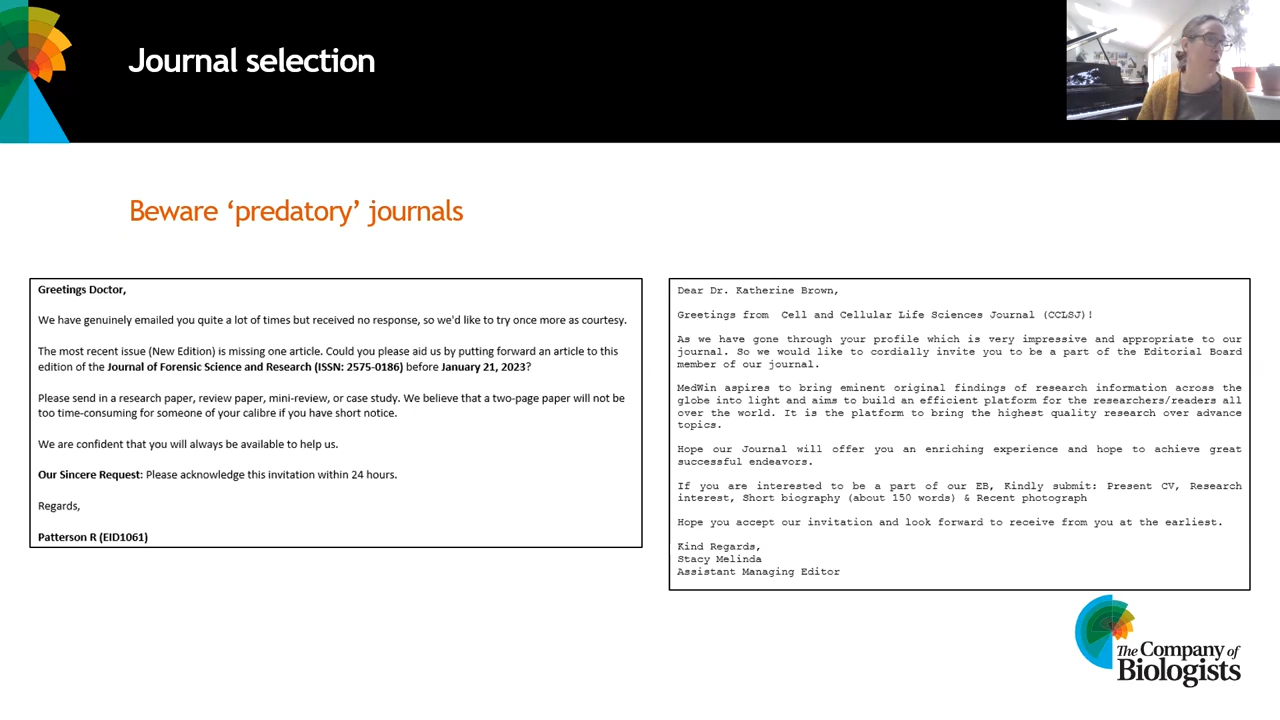 Journal selection
Beware ‘predatory’ journals
Greetings Doctor,
We have genuinely emailed you quite a lot of times but received no response, so we'd like to try once more as courtesy.
The most recent issue (New Edition) is missing one article. Could you please aid us by putting forward an article to this
edition of the Journal of Forensic Science and Research (ISSN: 2575-0186) before January 21, 2023?
Please send in a research paper, review paper, mini-review, or case study. We believe that a two-page paper will not be
too time-consuming for someone of your calibre if you have short notice.
We are confident that you will always be available to help us.
Our Sincere Request: Please acknowledge this invitation within 24 hours.
Regards,
Patterson R (EID1061)
Dear Dr. Katherine Brown,
Greetings from Cell and Cellular Life Sciences Journal (CCLSJ)!
As we have gone through your profile which is very impressive and appropriate to our
journal. So we would like to cordially invite you to be a part of the Editorial Board
member of our journal.
MedWin aspires to bring eminent original findings of research information across the
globe into light and aims to build an efficient platform for the researchers/readers all
over the world. It is the platform to bring the highest quality research over advance
topics.
Hope our Journal will offer you an enriching experience and hope to achieve great
successful endeavors.
If you are interested to be a part of our EB, Kindly submit: Present CV, Research
interest, Short biography (about 150 words) & Recent photograph
Hope you accept our invitation and look forward to receive from you at the earliest.
Kind Regards,
Stacy Melinda
Assistant Managing Editor
The Company of
Biologists